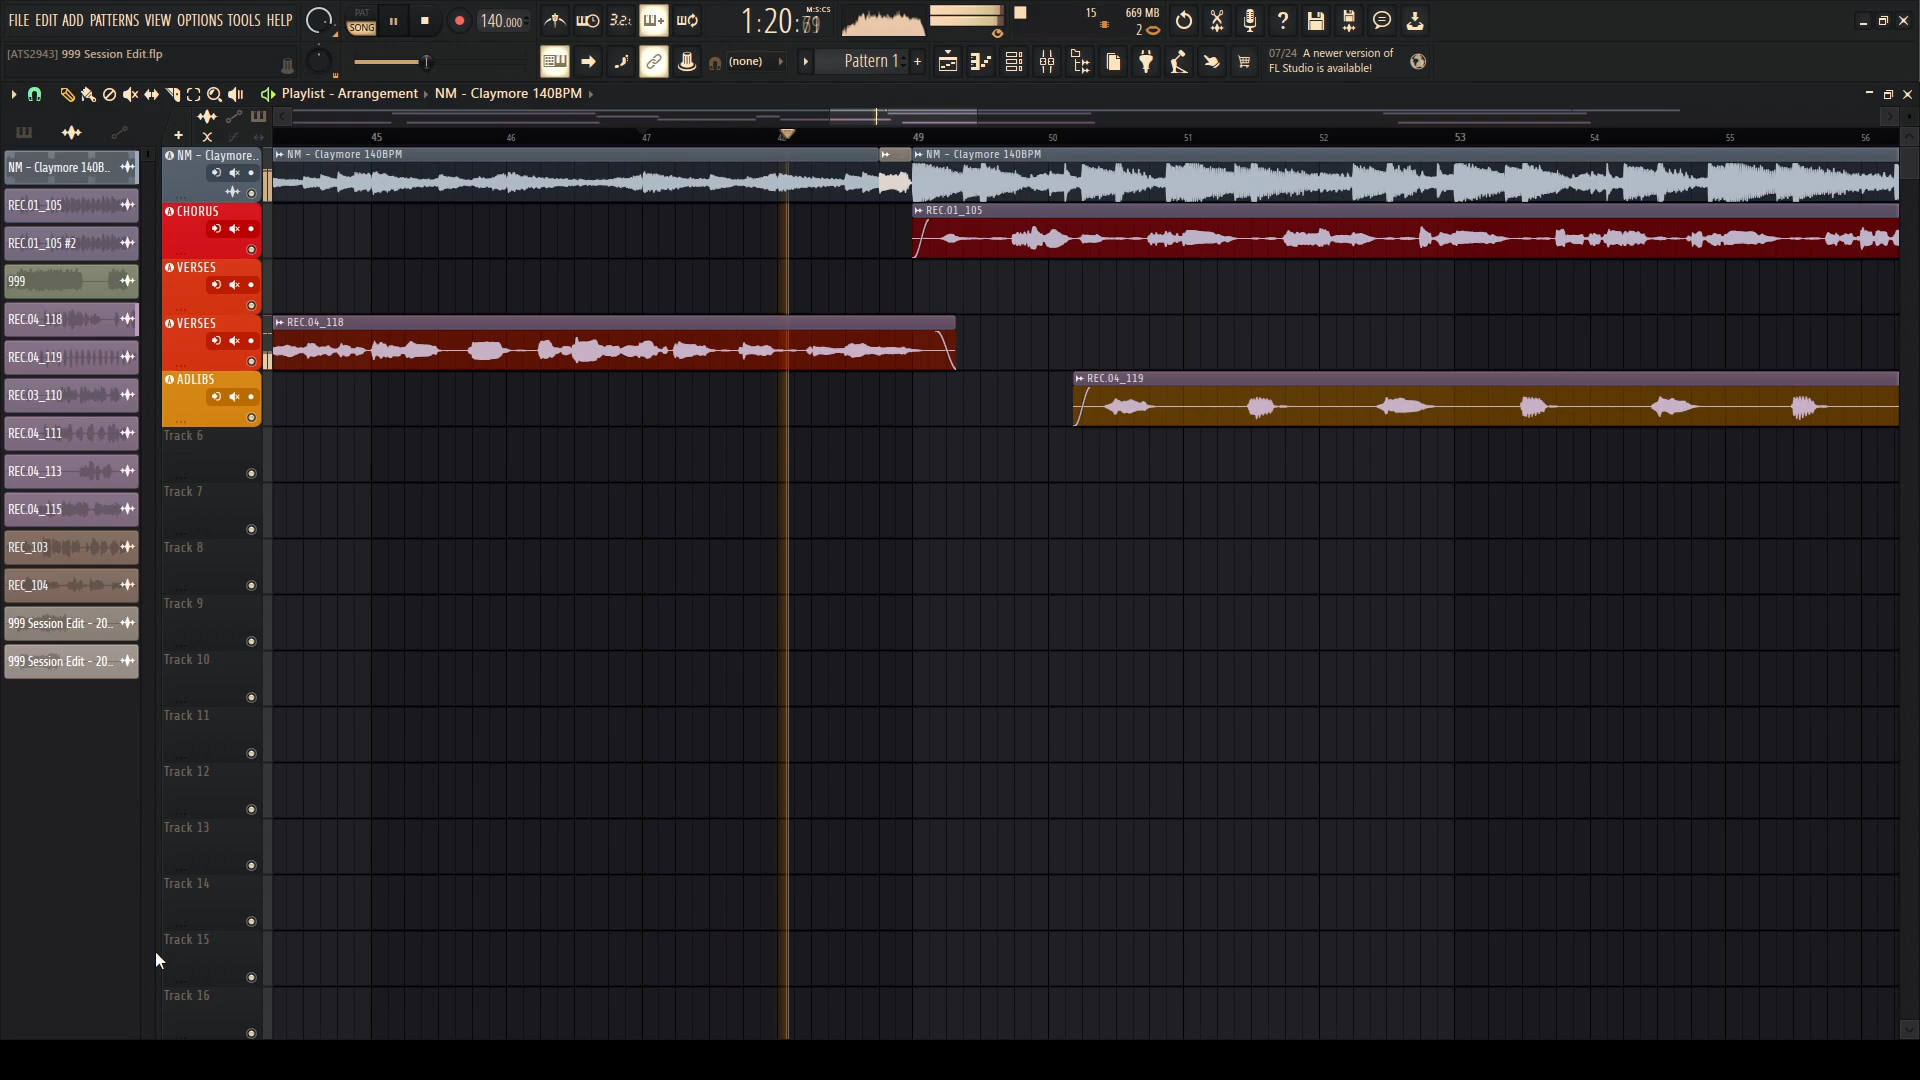 FILE EDIT ADD PATTERNS VIEW OPTIONS TOOLS HELP
PAT
SONG
140.000
3.2.
1:20:79
M:S:CS
15
669 MB
2
[ATS2943] 999 Session Edit.flp
(none)
Pattern 1
07/24 A newer version of
FL Studio is available!
Playlist - Arrangement
NM - Claymore 140BPM
45
46
47
49
50
51
52
53
54
55
56
NM - Claymore 140B..
REC.01_105
REC.01_105 #2
999
REC.04_118
REC.04_119
REC.03_110
REC.04_111
REC.04_113
REC.04_115
REC_103
REC_104
999 Session Edit - 20..
999 Session Edit - 20..
NM - Claymore..
NM - Claymore 140BPM
NM - Claymore 140BPM
CHORUS
REC.01_105
VERSES
VERSES
REC.04_118
ADLIBS
REC.04_119
Track 6
Track 7
Track 8
Track 9
Track 10
Track 11
Track 12
Track 13
Track 14
Track 15
Track 16